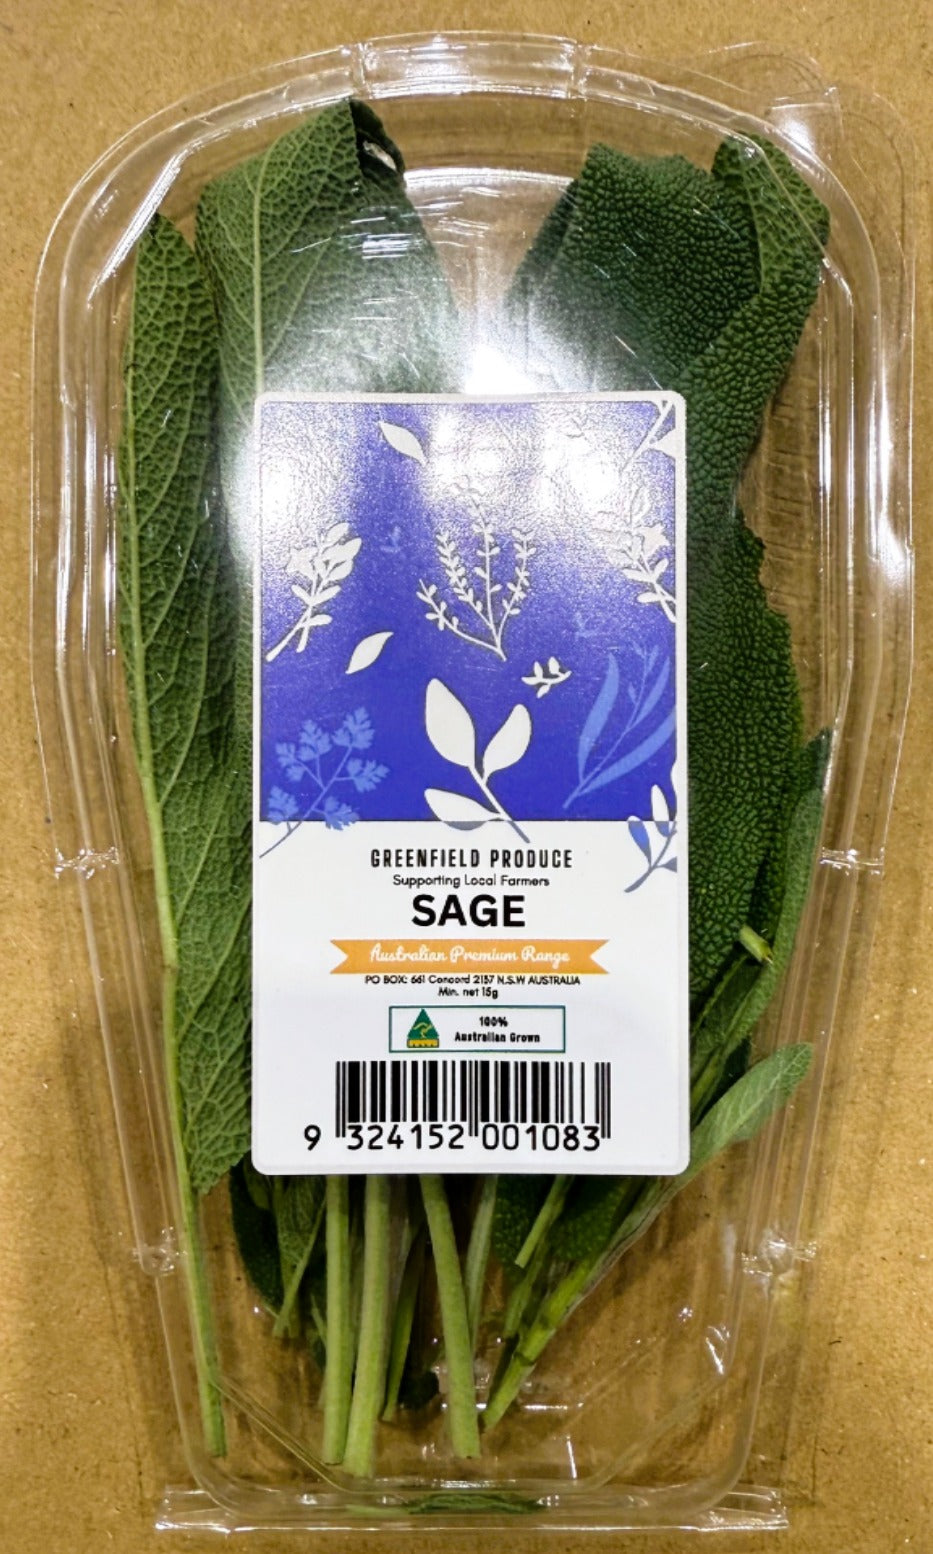 GREENFIELD PRODUCE
Supporting Local Farmers
SAGE
Australian Premium Range
PO BOX: 661 Concord 2137 N.S.W AUSTRALIA
Min. net 15g
100%
Australian Grown
9 324152 001083